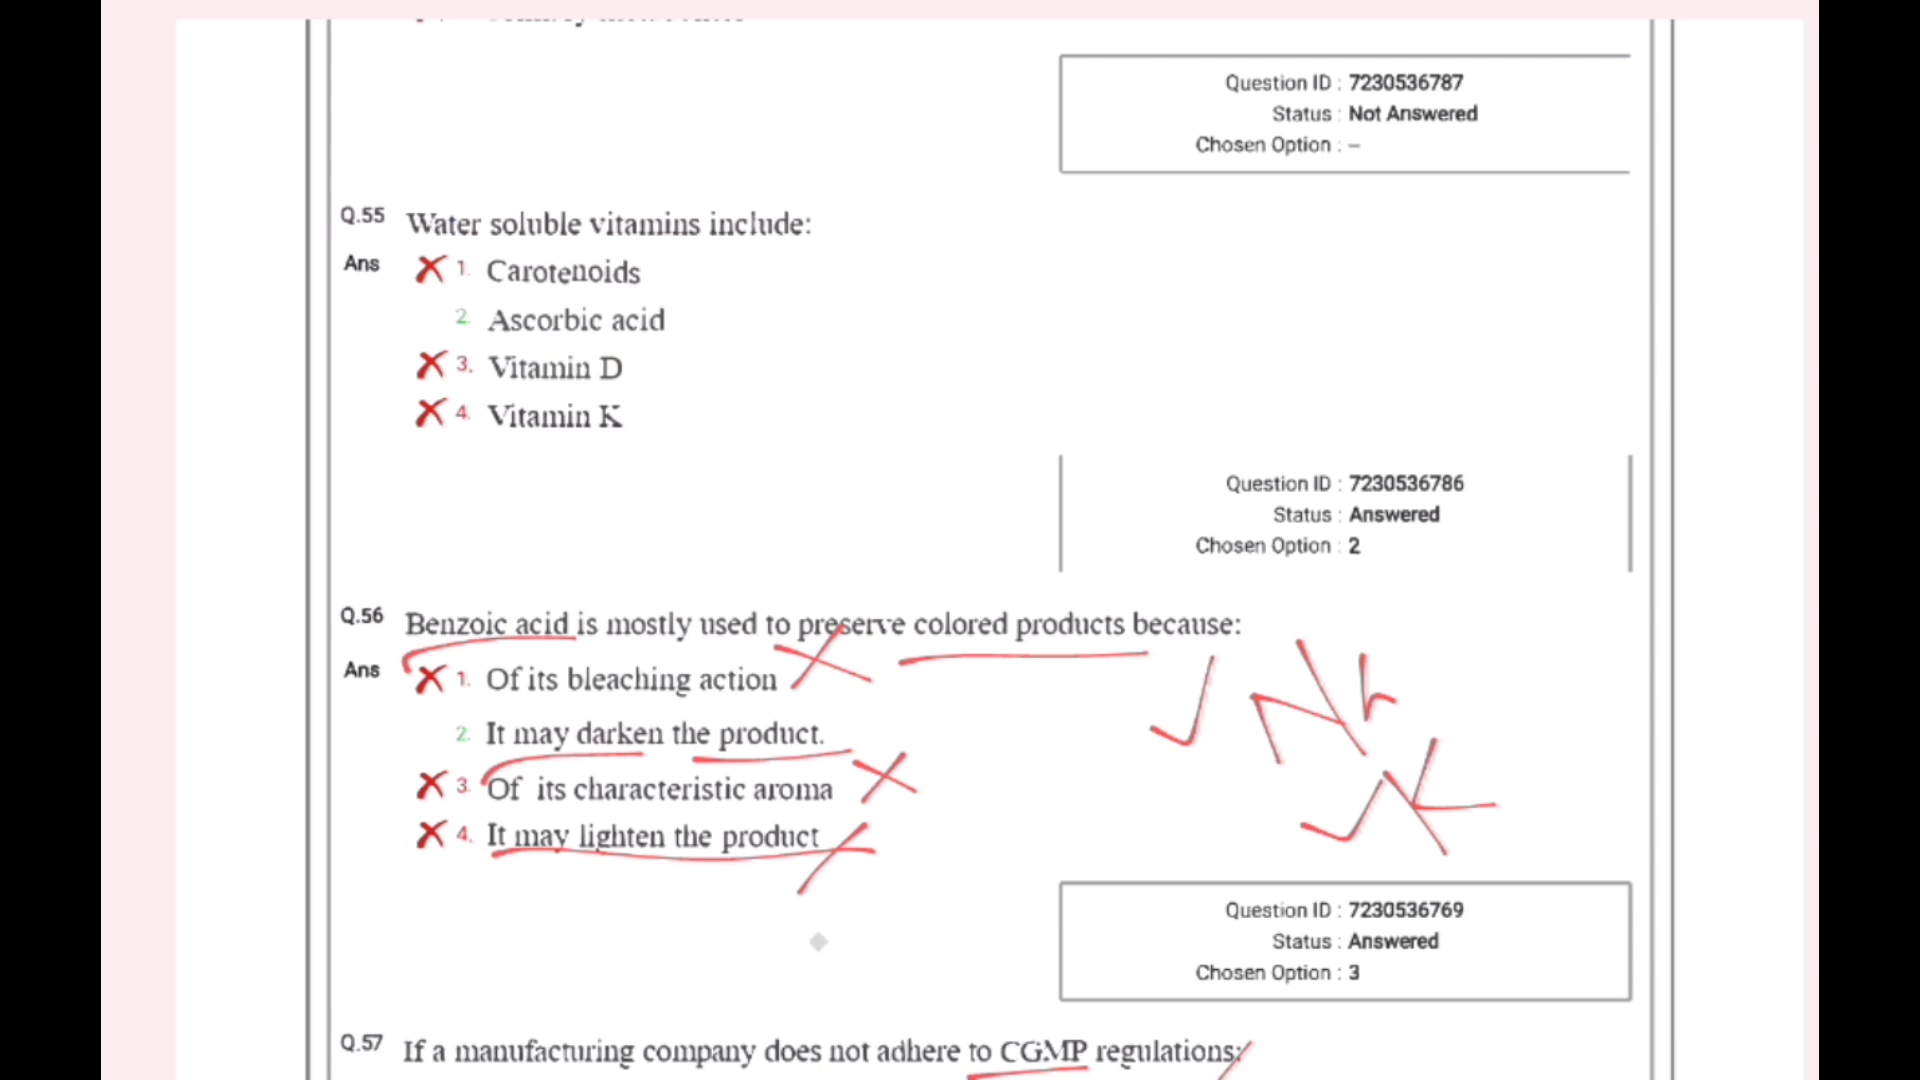 Question ID : 7230536787
Status : Not Answered
Chosen Option : –
Q.55 Water soluble vitamins include:
Ans 1. Carotenoids
2. Ascorbic acid
3. Vitamin D
4. Vitamin K
Question ID : 7230536786
Status : Answered
Chosen Option : 2
Q.56 Benzoic acid is mostly used to preserve colored products because:
Ans 1. Of its bleaching action
2. It may darken the product.
3. Of its characteristic aroma
4. It may lighten the product
Question ID : 7230536769
Status : Answered
Chosen Option : 3
Q.57 If a manufacturing company does not adhere to CGMP regulations: